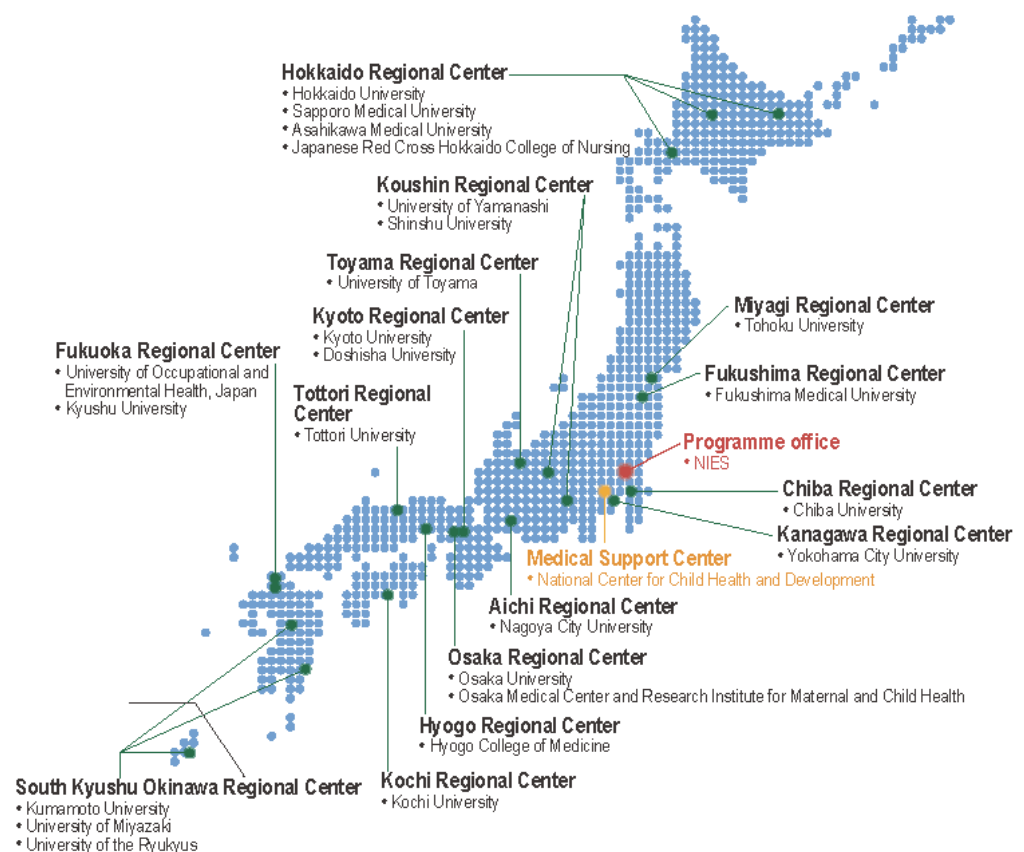 Hokkaido Regional Center
• Hokkaido University
• Sapporo Medical University
• Asahikawa Medical University
• Japanese Red Cross Hokkaido College of Nursing
Koushin Regional Center
• University of Yamanashi
• Shinshu University
Toyama Regional Center
• University of Toyama
Kyoto Regional Center
• Kyoto University
• Doshisha University
Miyagi Regional Center
• Tohoku University
Fukuoka Regional Center
• University of Occupational and
Environmental Health, Japan
• Kyushu University
Tottori Regional
Center
• Tottori University
Fukushima Regional Center
• Fukushima Medical University
Programme office
• NIES
Chiba Regional Center
• Chiba University
Kanagawa Regional Center
• Yokohama City University
Medical Support Center
• National Center for Child Health and Development
Aichi Regional Center
• Nagoya City University
Osaka Regional Center
• Osaka University
• Osaka Medical Center and Research Institute for Maternal and Child Health
Hyogo Regional Center
• Hyogo College of Medicine
Kochi Regional Center
• Kochi University
South Kyushu Okinawa Regional Center
• Kumamoto University
• University of Miyazaki
• University of the Ryukyus